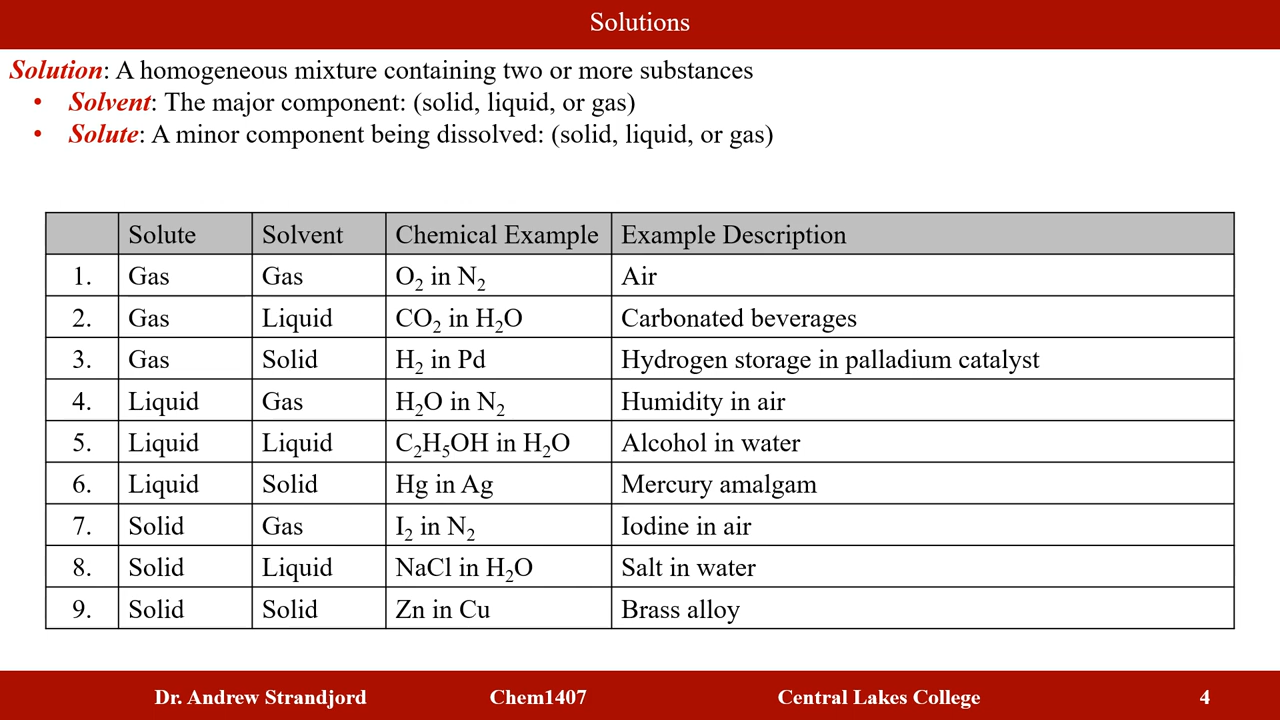 Solutions
Solution: A homogeneous mixture containing two or more substances
• Solvent: The major component: (solid, liquid, or gas)
• Solute: A minor component being dissolved: (solid, liquid, or gas)
Solute Solvent Chemical Example Example Description
1. Gas Gas O₂ in N₂ Air
2. Gas Liquid CO₂ in H₂O Carbonated beverages
3. Gas Solid H₂ in Pd Hydrogen storage in palladium catalyst
4. Liquid Gas H₂O in N₂ Humidity in air
5. Liquid Liquid C₂H₅OH in H₂O Alcohol in water
6. Liquid Solid Hg in Ag Mercury amalgam
7. Solid Gas I₂ in N₂ Iodine in air
8. Solid Liquid NaCl in H₂O Salt in water
9. Solid Solid Zn in Cu Brass alloy
Dr. Andrew Strandjord Chem1407 Central Lakes College 4